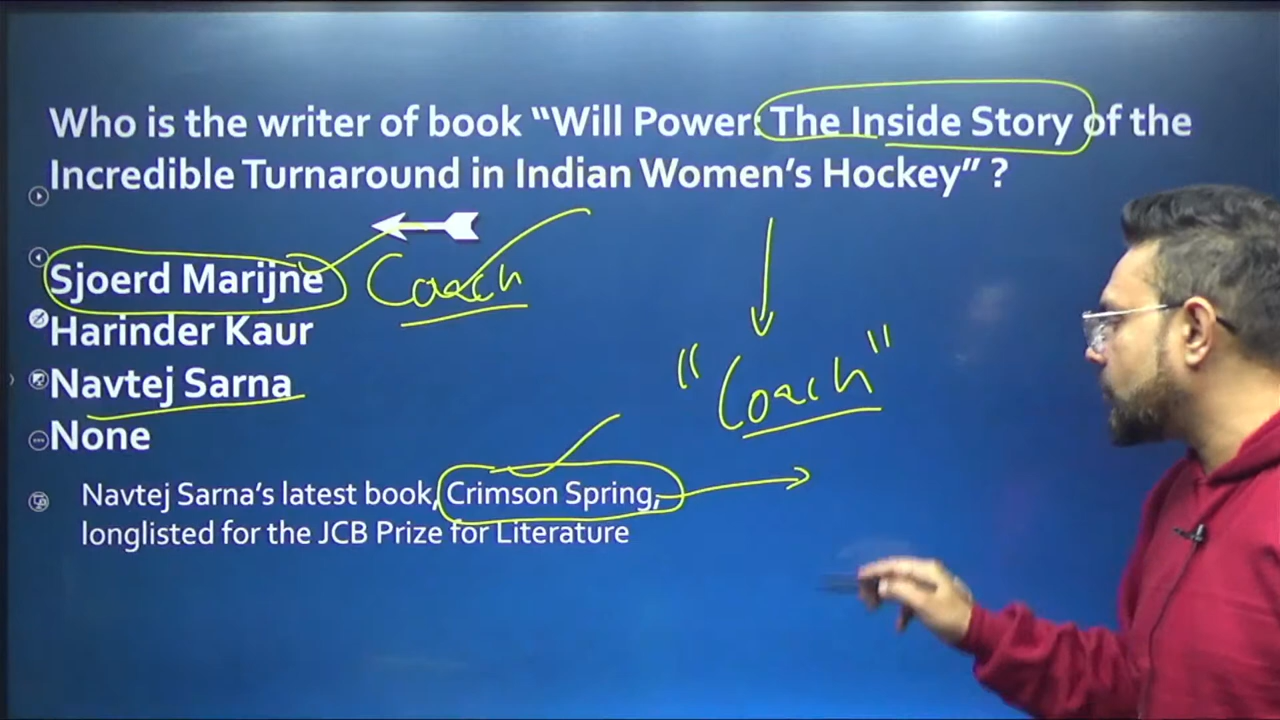 Who is the writer of book “Will Power: The Inside Story of the
Incredible Turnaround in Indian Women’s Hockey” ?
Sjoerd Marijne Coach
Harinder Kaur
"Coach"
Navtej Sarna
None
Navtej Sarna’s latest book, Crimson Spring,
longlisted for the JCB Prize for Literature